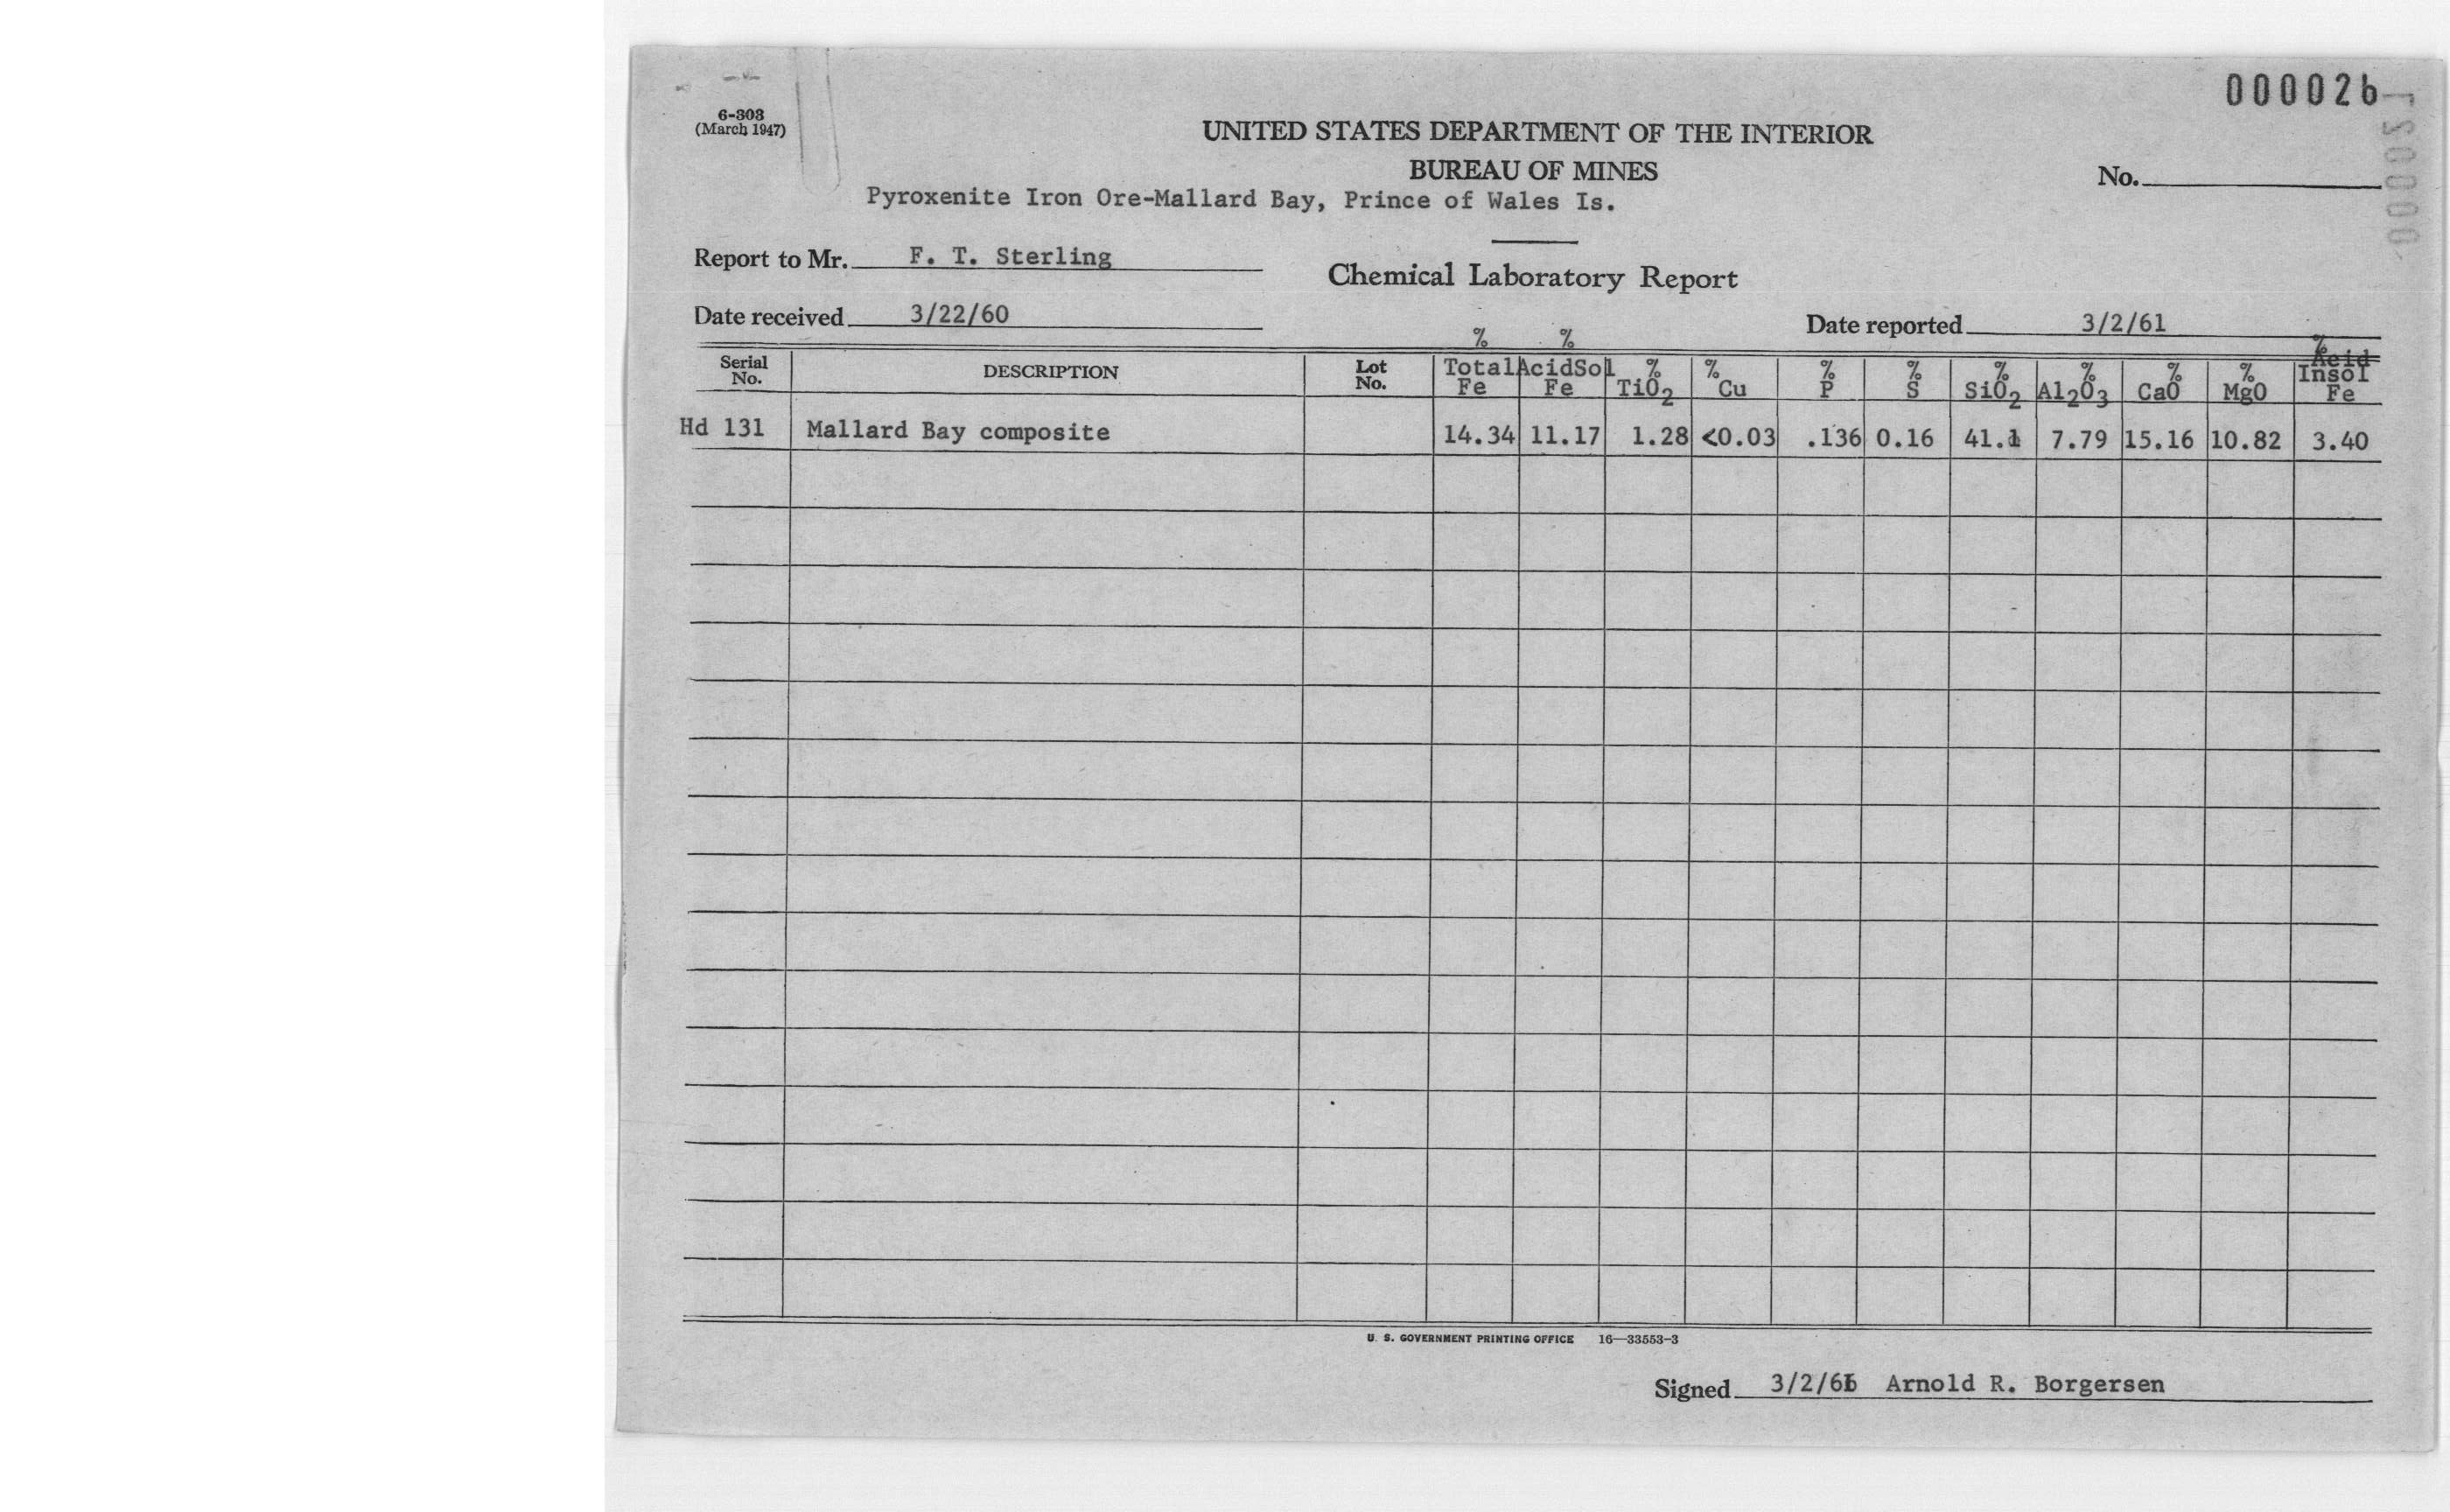 000026
6-303
(March 1947)
UNITED STATES DEPARTMENT OF THE INTERIOR
BUREAU OF MINES
No.
Pyroxenite Iron Ore-Mallard Bay, Prince of Wales Is.
Report to Mr. F. T. Sterling
Chemical Laboratory Report
Date received 3/22/60
Date reported 3/2/61
Serial No. DESCRIPTION Lot No. % Total Fe % AcidSol Fe % TiO₂ % Cu % P % S % SiO₂ % Al₂O₃ % CaO % MgO % Acid Insol Fe
Hd 131 Mallard Bay composite 14.34 11.17 1.28 <0.03 .136 0.16 41.1 7.79 15.16 10.82 3.40
U. S. GOVERNMENT PRINTING OFFICE 16—33553-3
Signed 3/2/61 Arnold R. Borgersen